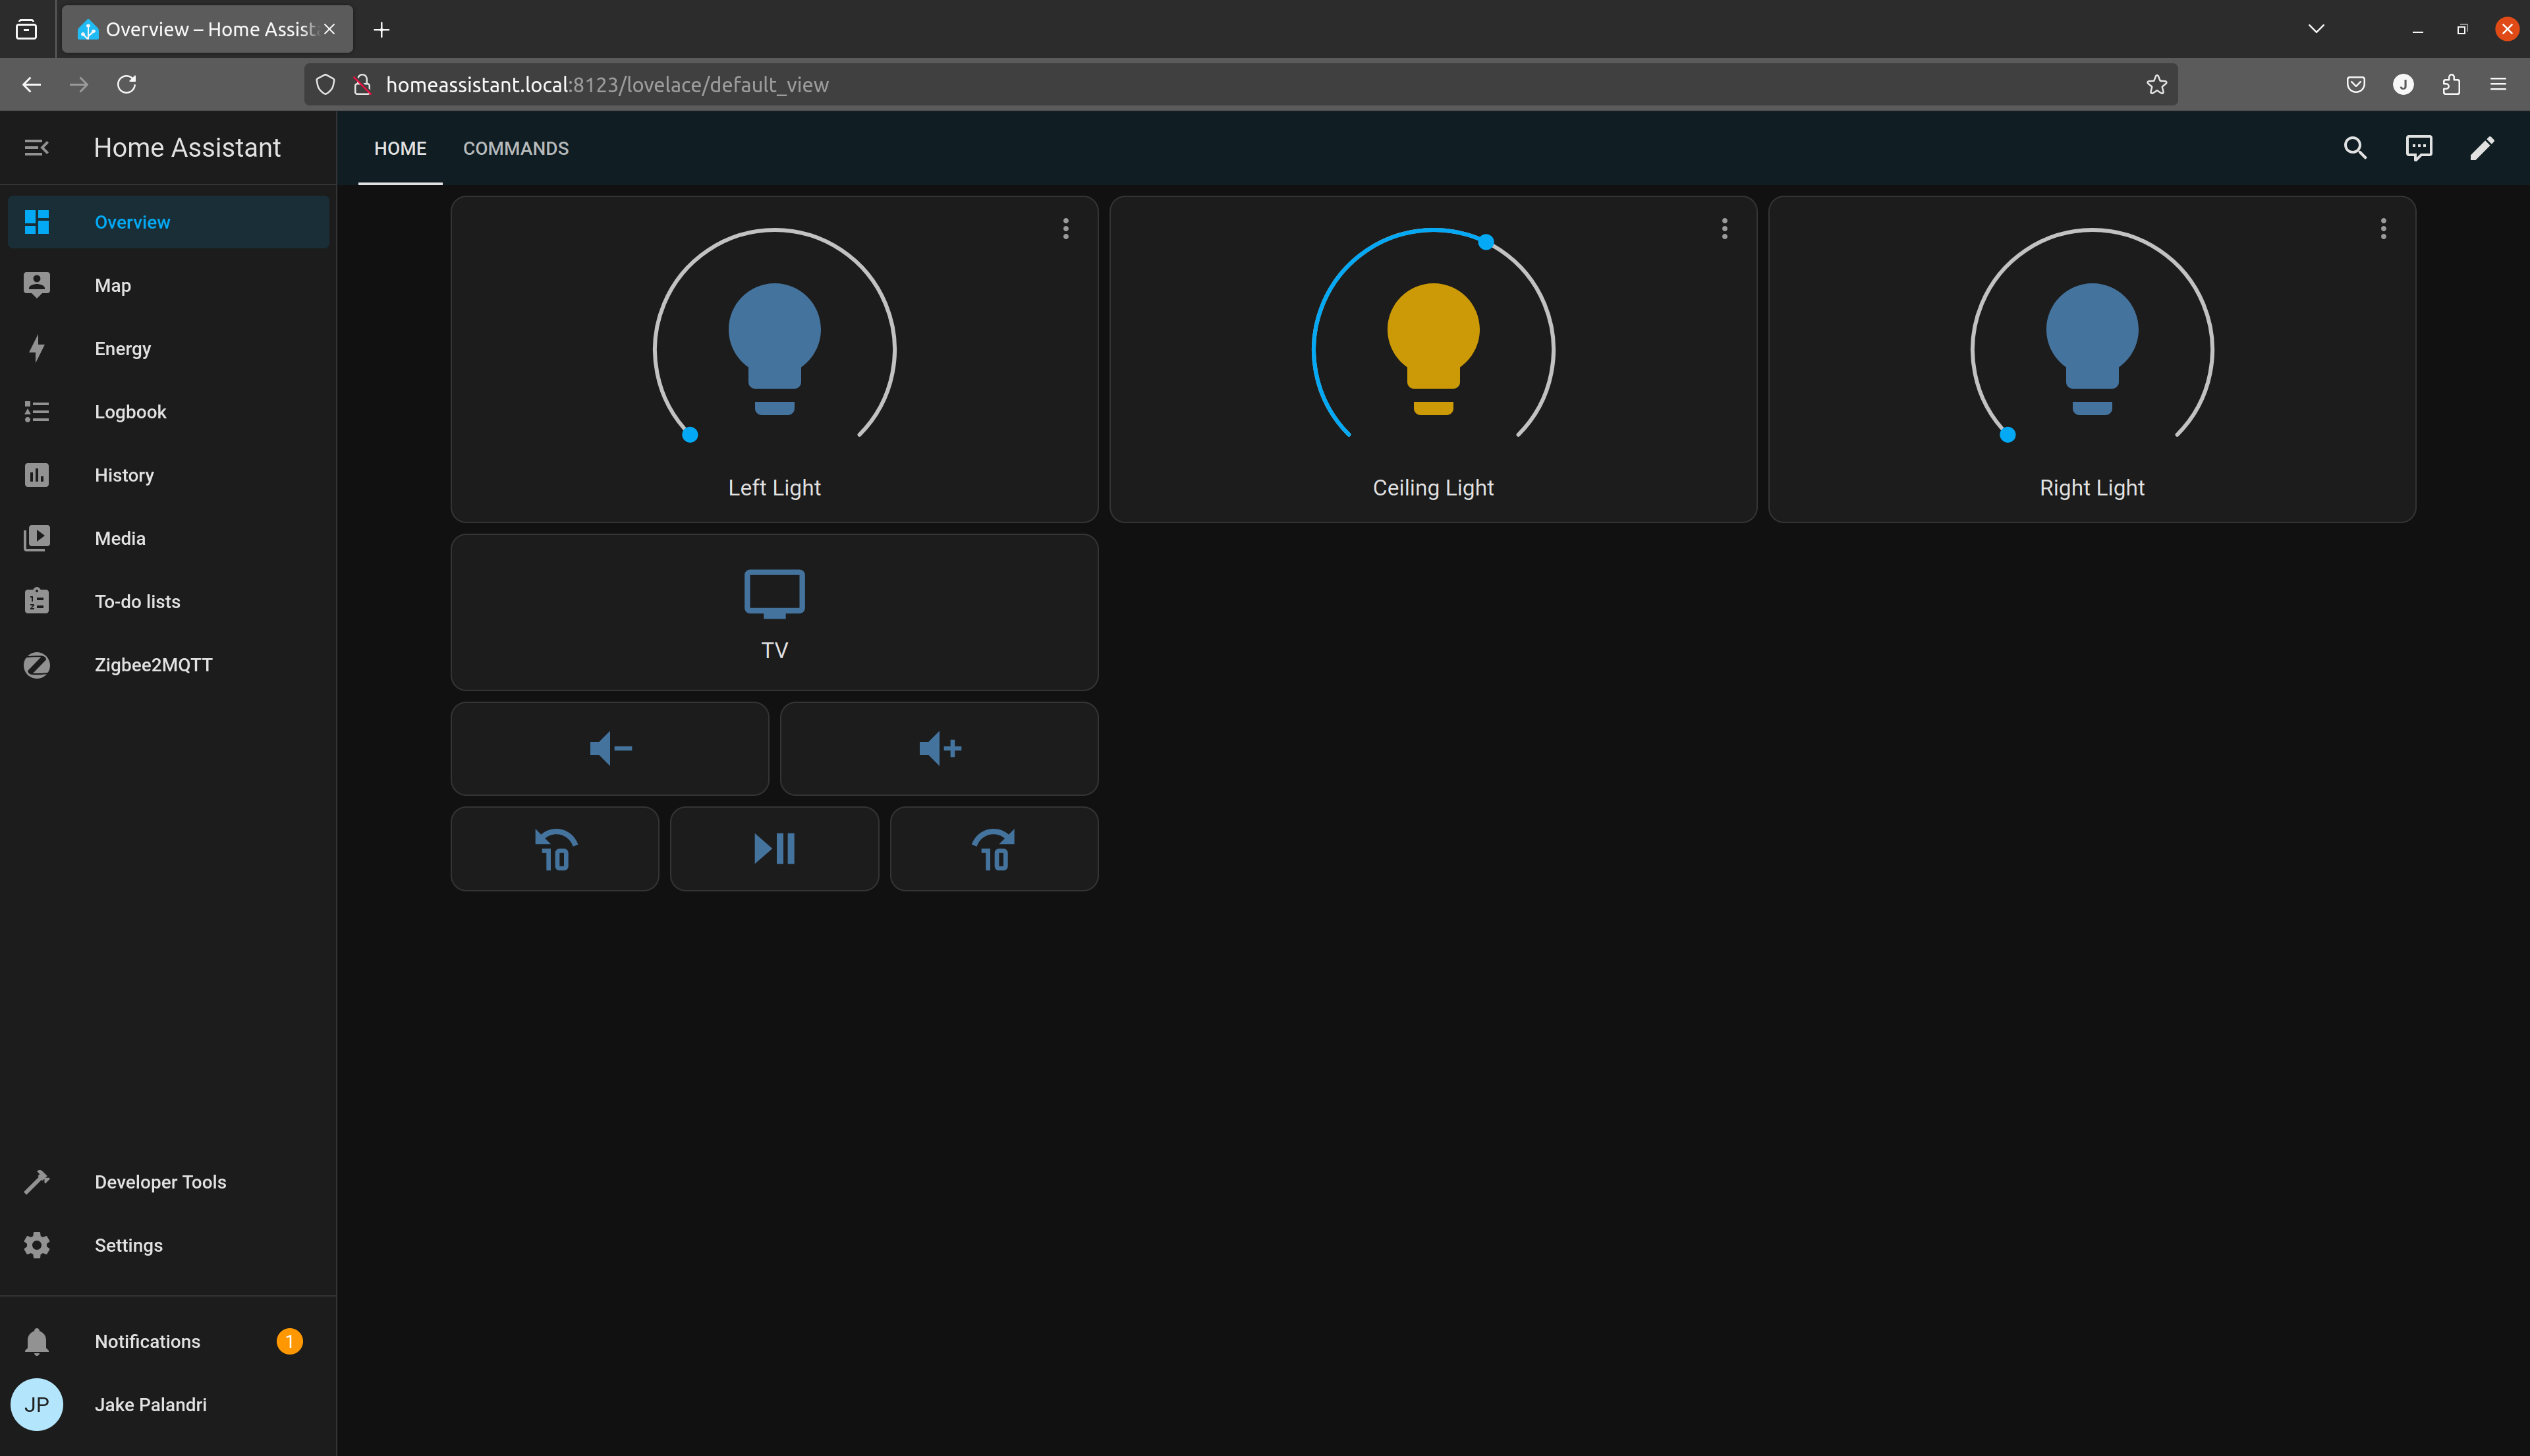 Overview – Home Assist
homeassistant.local:8123/lovelace/default_view
J
Home Assistant
HOME
COMMANDS
Overview
Map
Energy
Logbook
History
Media
To-do lists
Zigbee2MQTT
Left Light
Ceiling Light
Right Light
TV
10
10
Developer Tools
Settings
Notifications
1
JP
Jake Palandri